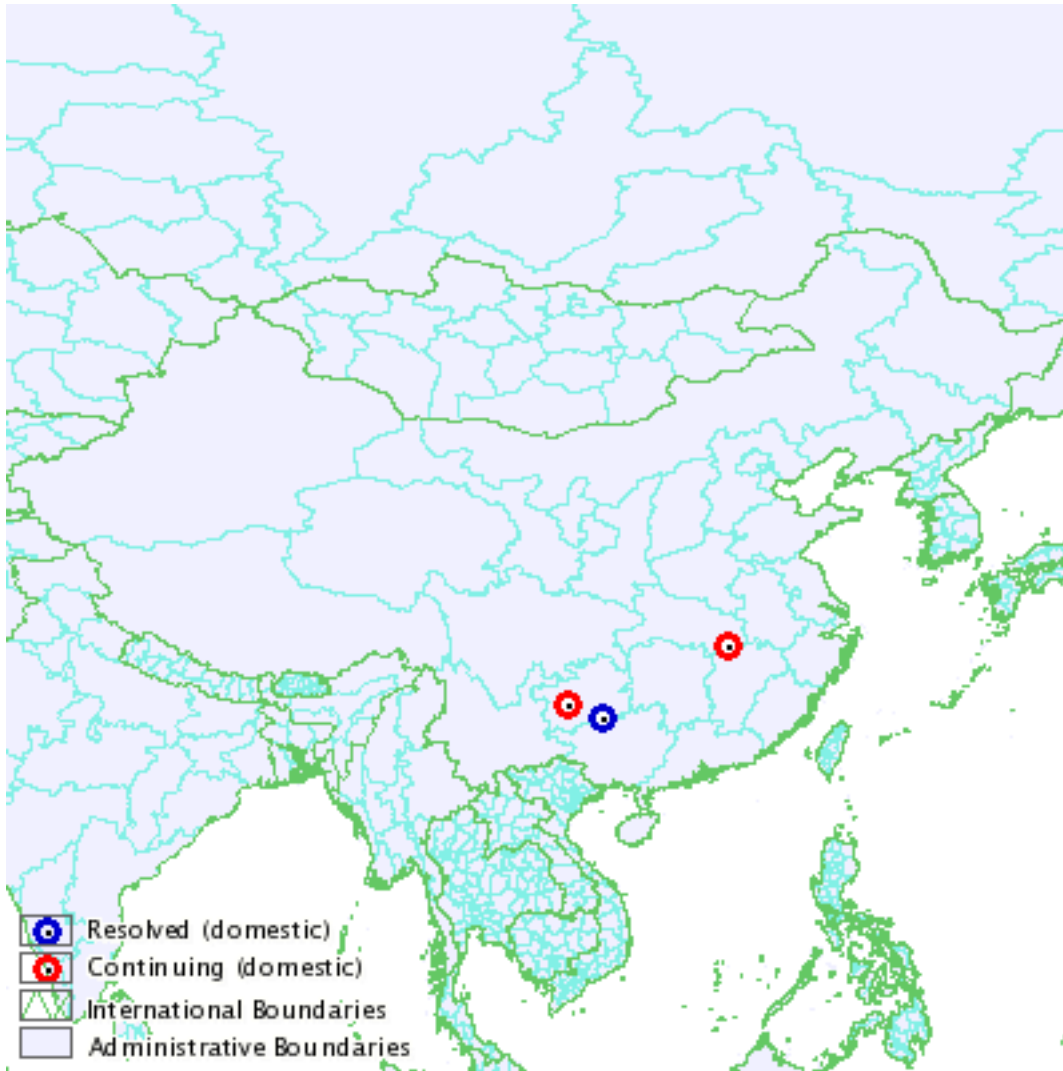 Resolved (domestic)
Continuing (domestic)
International Boundaries
Administrative Boundaries